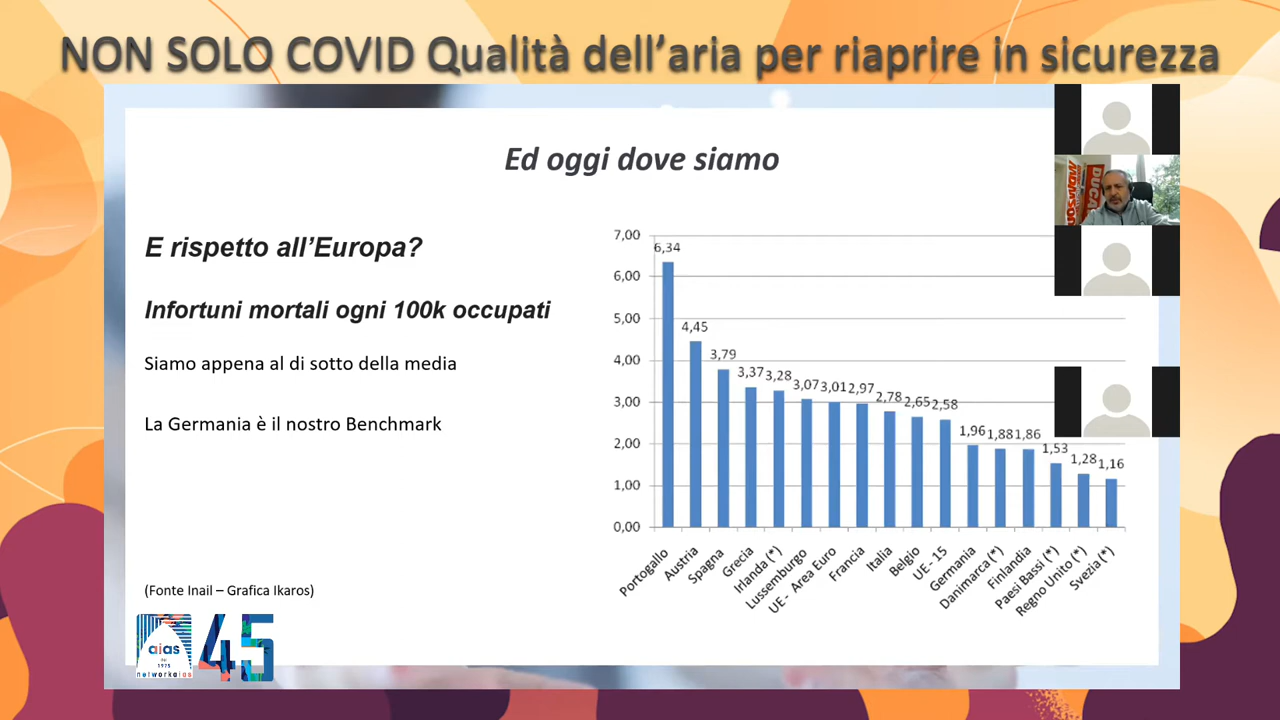 NON SOLO COVID Qualità dell’aria per riaprire in sicurezza
Ed oggi dove siamo
E rispetto all’Europa?
Infortuni mortali ogni 100k occupati
Siamo appena al di sotto della media
La Germania è il nostro Benchmark
(Fonte Inail – Grafica Ikaros)
aias
1975
networkaias
45
7,00
6,00
5,00
4,00
3,00
2,00
1,00
0,00
6,34
4,45
3,79
3,37
3,28
3,07
3,01
2,97
2,78
2,65
2,58
1,96
1,88
1,86
1,53
1,28
1,16
Portogallo
Austria
Spagna
Grecia
Irlanda (*)
Lussemburgo
UE - Area Euro
Francia
Italia
Belgio
UE - 15
Germania
Danimarca (*)
Finlandia
Paesi Bassi (*)
Regno Unito (*)
Svezia (*)